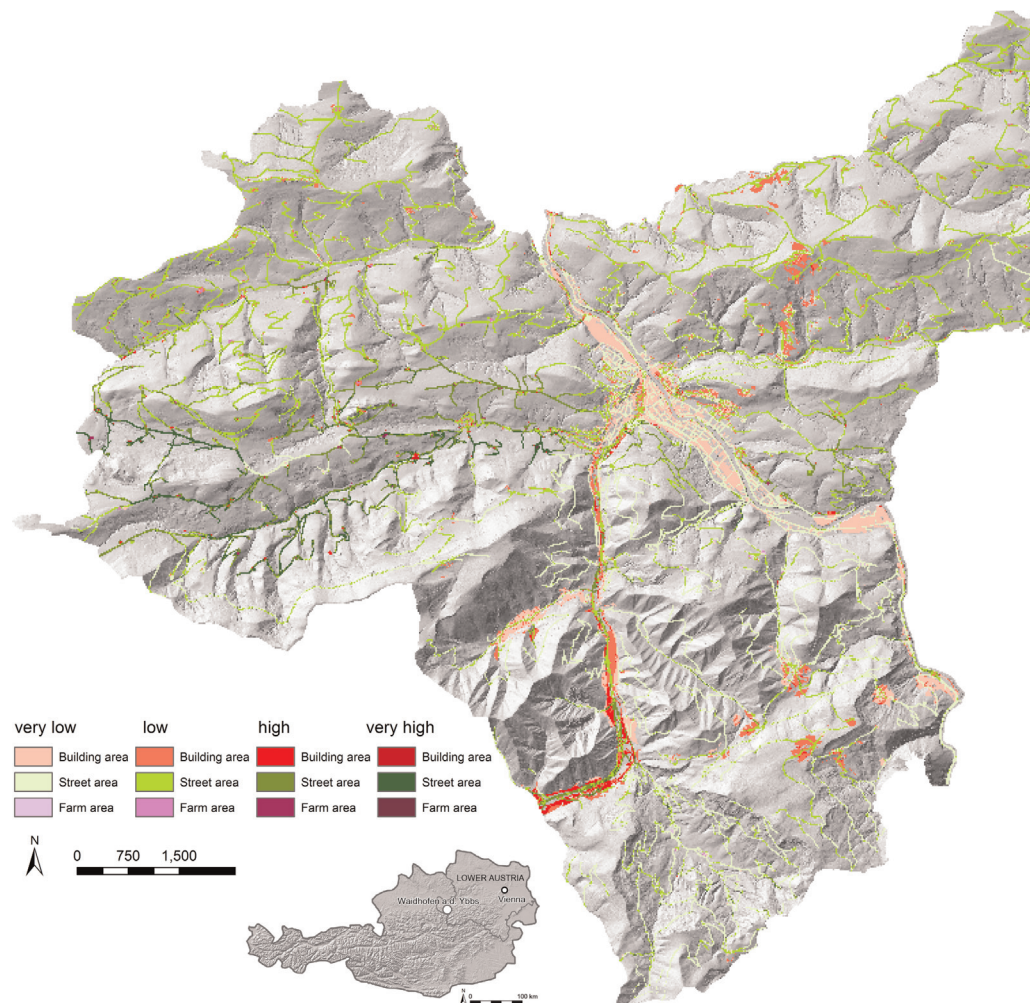 very low low high very high
Building area Building area Building area Building area
Street area Street area Street area Street area
Farm area Farm area Farm area Farm area
N
0 750 1,500
LOWER AUSTRIA
Waidhofen a.d. Ybbs
Vienna
N
0 100 km